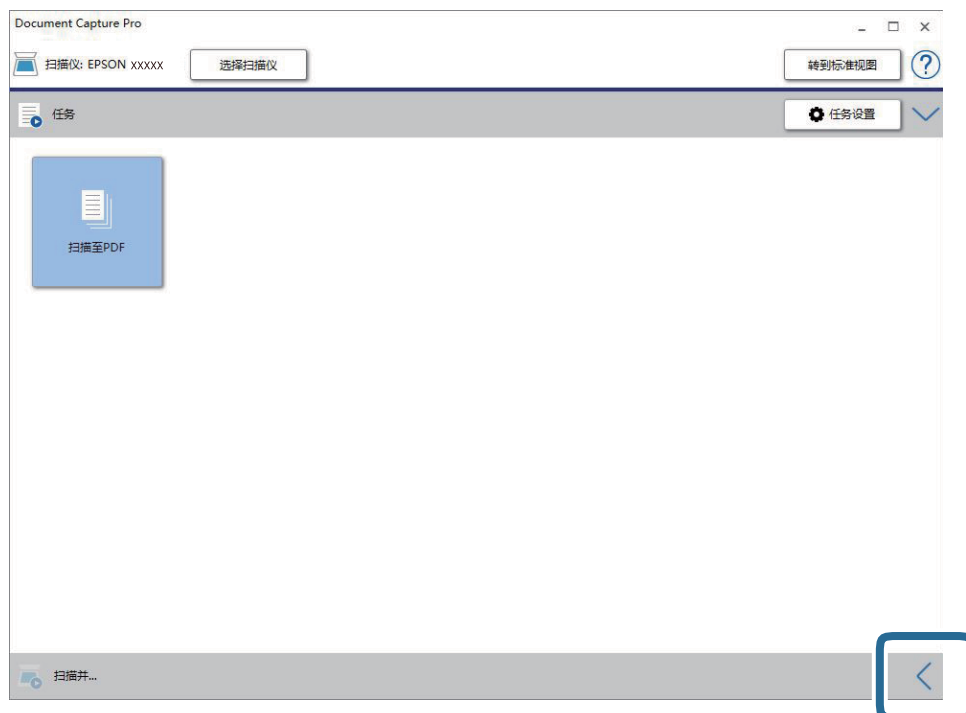 Document Capture Pro
扫描仪: EPSON XXXXX
选择扫描仪
转到标准视图
?
任务
任务设置
扫描至PDF
扫描并...